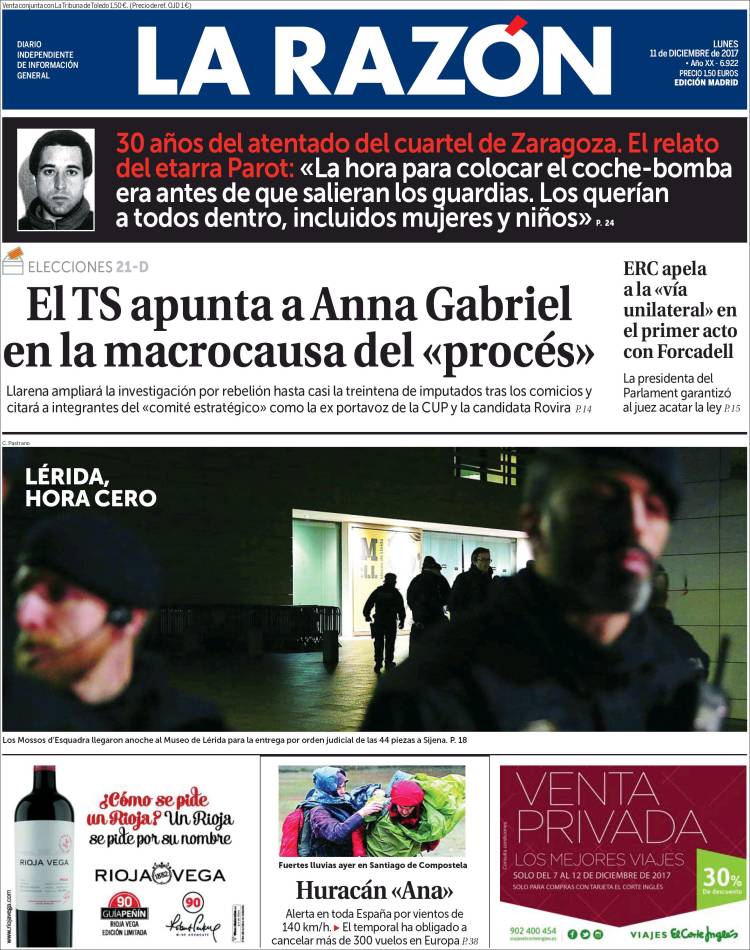 Venta conjunta con La Tribuna de Toledo 1,50 €. (Precio de ref. OJD 1 €)
DIARIO
INDEPENDIENTE
DE INFORMACIÓN
GENERAL
LA RAZÓN
LUNES
11 de DICIEMBRE de 2017
• Año XX - 6.922
PRECIO 1,50 EUROS
EDICIÓN MADRID
30 años del atentado del cuartel de Zaragoza. El relato
del etarra Parot: «La hora para colocar el coche-bomba
era antes de que salieran los guardias. Los querían
a todos dentro, incluidos mujeres y niños» P. 24
ELECCIONES 21-D
El TS apunta a Anna Gabriel
en la macrocausa del «procés»
Llarena ampliará la investigación por rebelión hasta casi la treintena de imputados tras los comicios y
citará a integrantes del «comité estratégico» como la ex portavoz de la CUP y la candidata Rovira P.14
ERC apela
a la «vía
unilateral» en
el primer acto
con Forcadell
La presidenta del
Parlament garantizó
al juez acatar la ley P.15
C. Pastrano
LÉRIDA,
HORA CERO
Los Mossos d'Esquadra llegaron anoche al Museo de Lérida para la entrega por orden judicial de las 44 piezas a Sijena. P. 18
RIOJA VEGA
www.riojavega.com
¿Cómo se pide
un Rioja? Un Rioja
se pide por su nombre
RIOJA VEGA
1882
90
GUÍAPEÑÍN
RIOJA VEGA
EDICIÓN LIMITADA
90
Fuertes lluvias ayer en Santiago de Compostela
Huracán «Ana»
Alerta en toda España por vientos de
140 km/h. ▸ El temporal ha obligado a
cancelar más de 300 vuelos en Europa P.38
Consulta condiciones
VENTA
PRIVADA
LOS MEJORES VIAJES
SOLO DEL 7 AL 12 DE DICIEMBRE DE 2017
SOLO PARA COMPRAS CON TARJETA EL CORTE INGLÉS
30%
De descuento
902 400 454
viajeselcorteingles.es
VIAJES El Corte Inglés